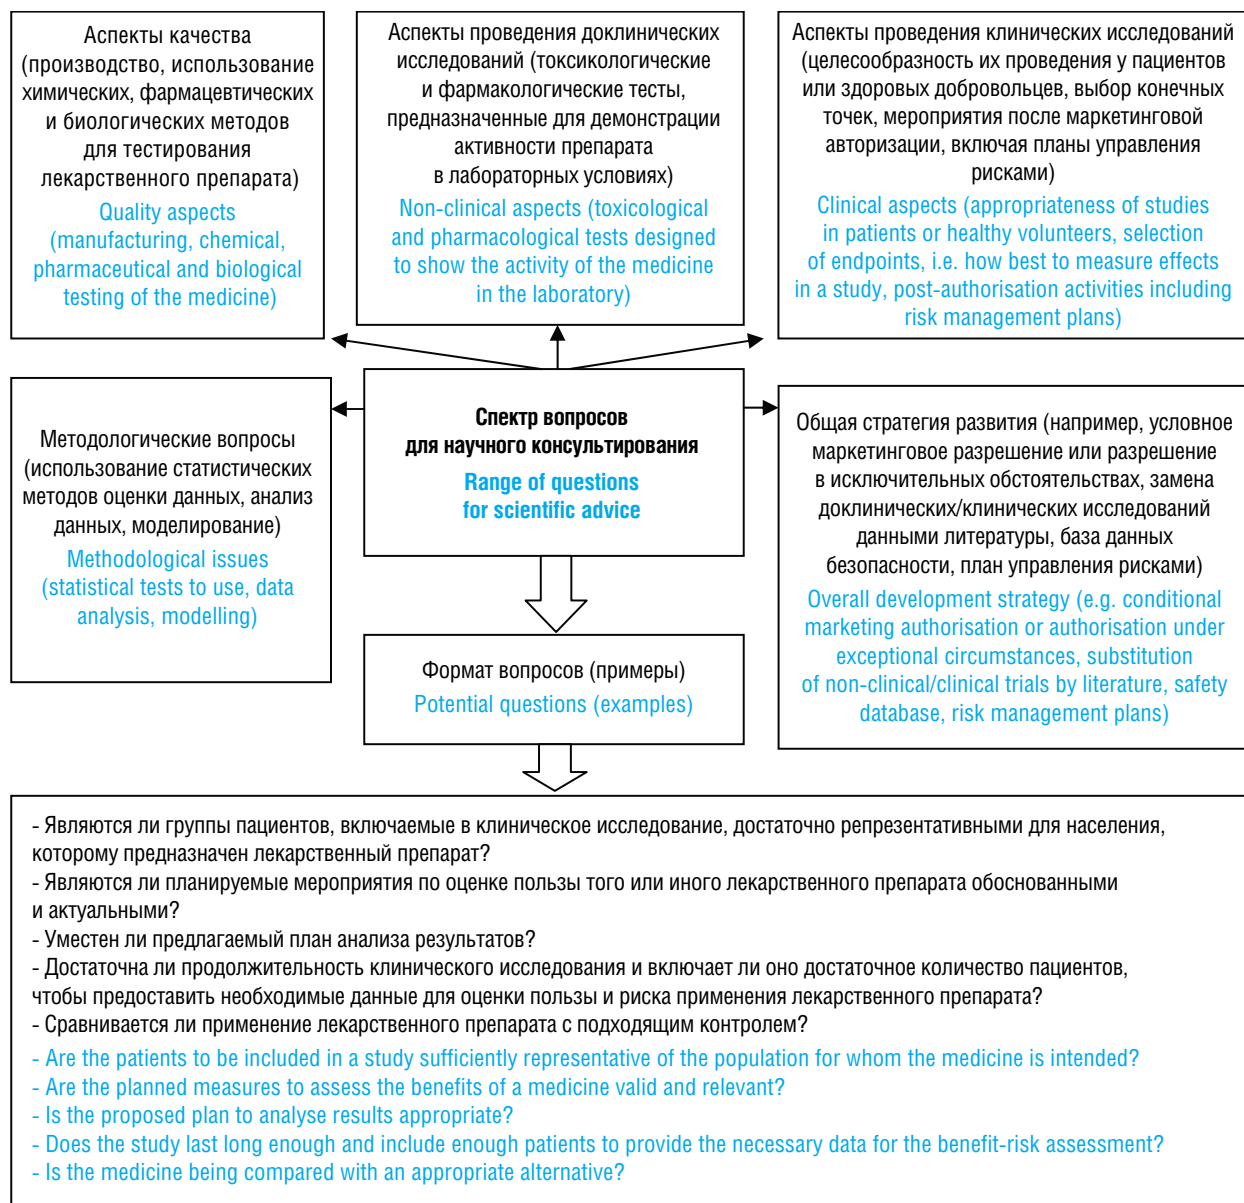 Аспекты качества
(производство, использование
химических, фармацевтических
и биологических методов
для тестирования
лекарственного препарата)
Quality aspects
(manufacturing, chemical,
pharmaceutical and biological
testing of the medicine)
Аспекты проведения доклинических
исследований (токсикологические
и фармакологические тесты,
предназначенные для демонстрации
активности препарата
в лабораторных условиях)
Non-clinical aspects (toxicological
and pharmacological tests designed
to show the activity of the medicine
in the laboratory)
Аспекты проведения клинических исследований
(целесообразность их проведения у пациентов
или здоровых добровольцев, выбор конечных
точек, мероприятия после маркетинговой
авторизации, включая планы управления
рисками)
Clinical aspects (appropriateness of studies
in patients or healthy volunteers, selection
of endpoints, i.e. how best to measure effects
in a study, post-authorisation activities including
risk management plans)
Методологические вопросы
(использование статистических
методов оценки данных, анализ
данных, моделирование)
Methodological issues
(statistical tests to use, data
analysis, modelling)
Спектр вопросов
для научного консультирования
Range of questions
for scientific advice
Общая стратегия развития (например, условное
маркетинговое разрешение или разрешение
в исключительных обстоятельствах, замена
доклинических/клинических исследований
данными литературы, база данных
безопасности, план управления рисками)
Overall development strategy (e.g. conditional
marketing authorisation or authorisation under
exceptional circumstances, substitution
of non-clinical/clinical trials by literature, safety
database, risk management plans)
Формат вопросов (примеры)
Potential questions (examples)
- Являются ли группы пациентов, включаемые в клиническое исследование, достаточно репрезентативными для населения,
которому предназначен лекарственный препарат?
- Являются ли планируемые мероприятия по оценке пользы того или иного лекарственного препарата обоснованными
и актуальными?
- Уместен ли предлагаемый план анализа результатов?
- Достаточна ли продолжительность клинического исследования и включает ли оно достаточное количество пациентов,
чтобы предоставить необходимые данные для оценки пользы и риска применения лекарственного препарата?
- Сравнивается ли применение лекарственного препарата с подходящим контролем?
- Are the patients to be included in a study sufficiently representative of the population for whom the medicine is intended?
- Are the planned measures to assess the benefits of a medicine valid and relevant?
- Is the proposed plan to analyse results appropriate?
- Does the study last long enough and include enough patients to provide the necessary data for the benefit-risk assessment?
- Is the medicine being compared with an appropriate alternative?